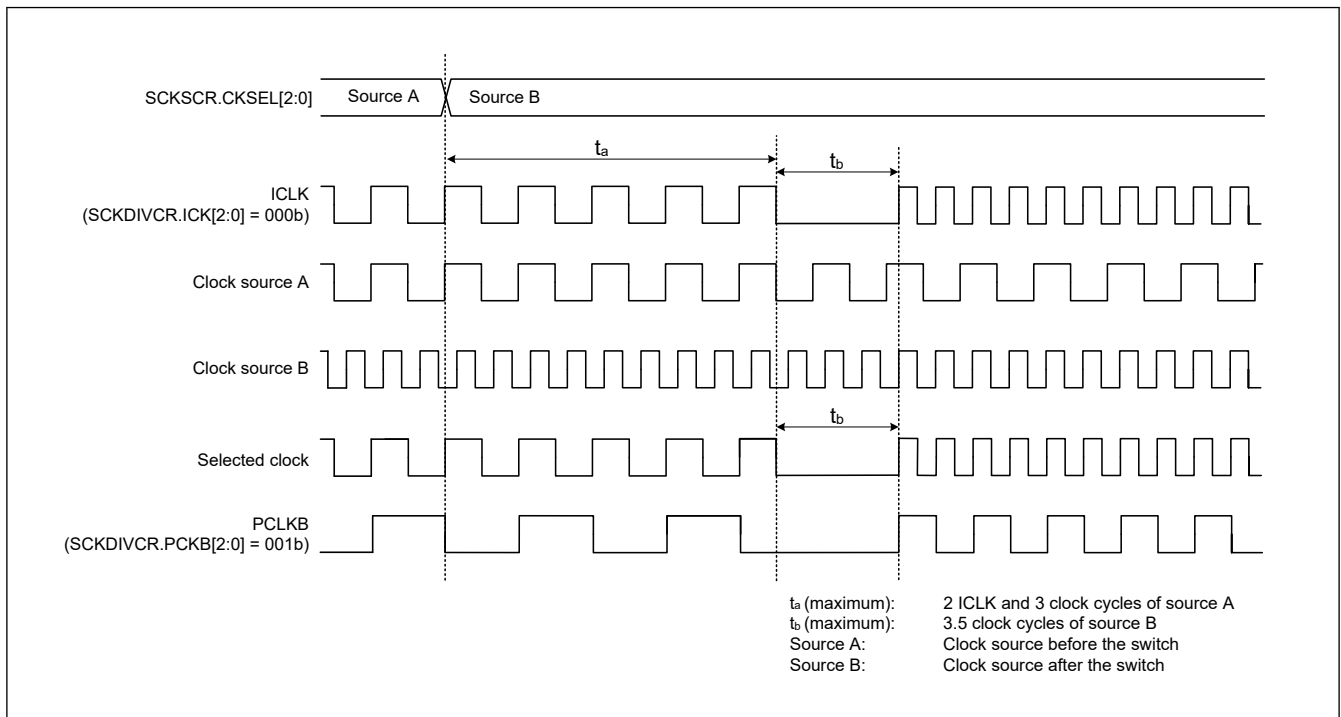 SCKSCR.CKSEL[2:0] Source A Source B
ta tb
ICLK
(SCKDIVCR.ICK[2:0] = 000b)
Clock source A
Clock source B
tb
Selected clock
PCLKB
(SCKDIVCR.PCKB[2:0] = 001b)
ta (maximum): 2 ICLK and 3 clock cycles of source A
tb (maximum): 3.5 clock cycles of source B
Source A: Clock source before the switch
Source B: Clock source after the switch